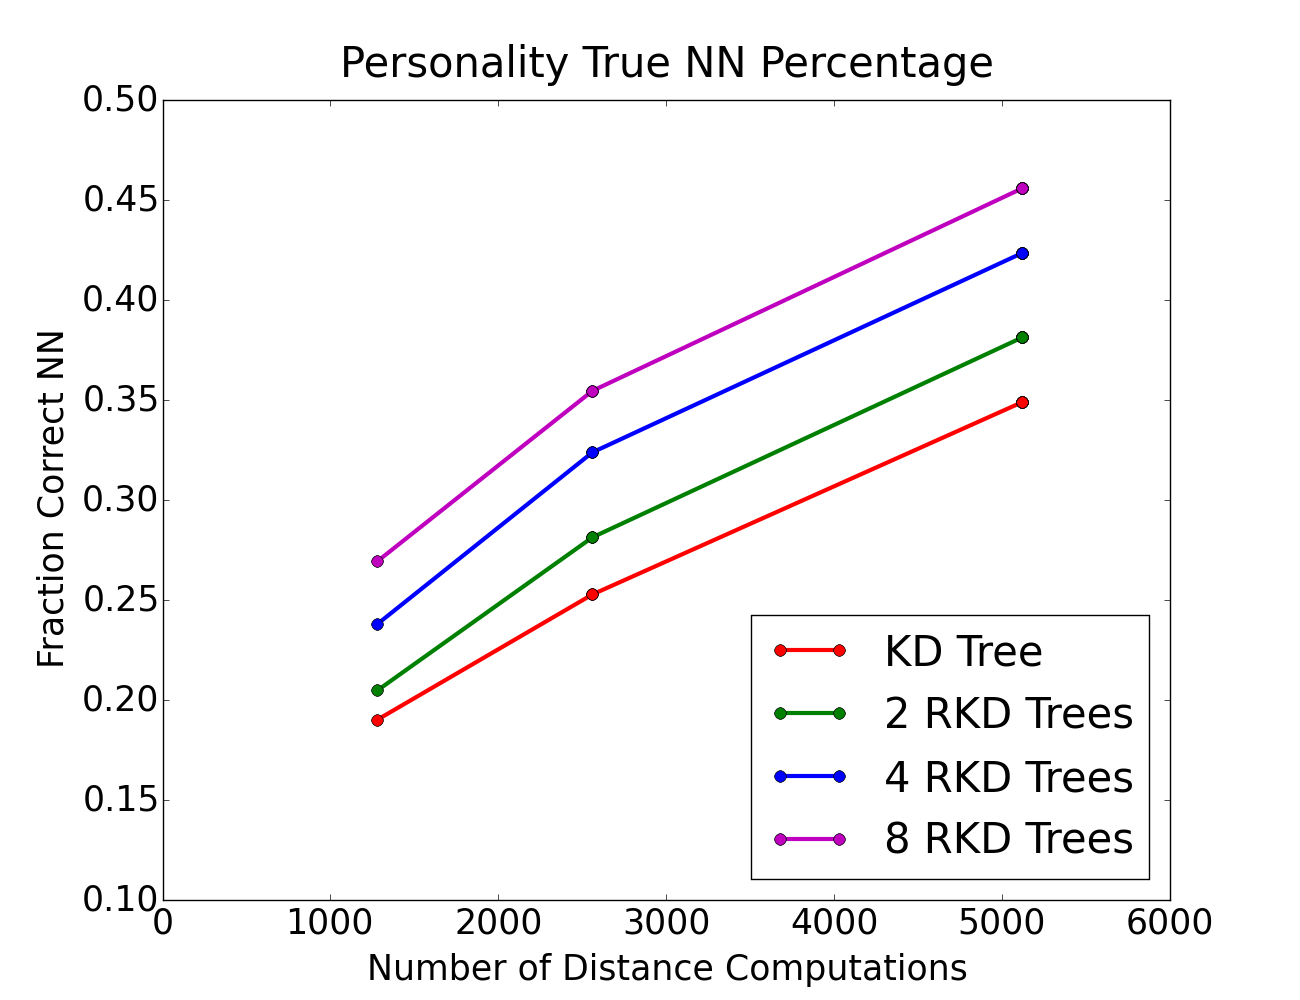 Personality True NN Percentage
0.50
0.45
0.40
0.35
0.30
0.25
0.20
0.15
0.10
Fraction Correct NN
KD Tree
2 RKD Trees
4 RKD Trees
8 RKD Trees
0 1000 2000 3000 4000 5000 6000
Number of Distance Computations